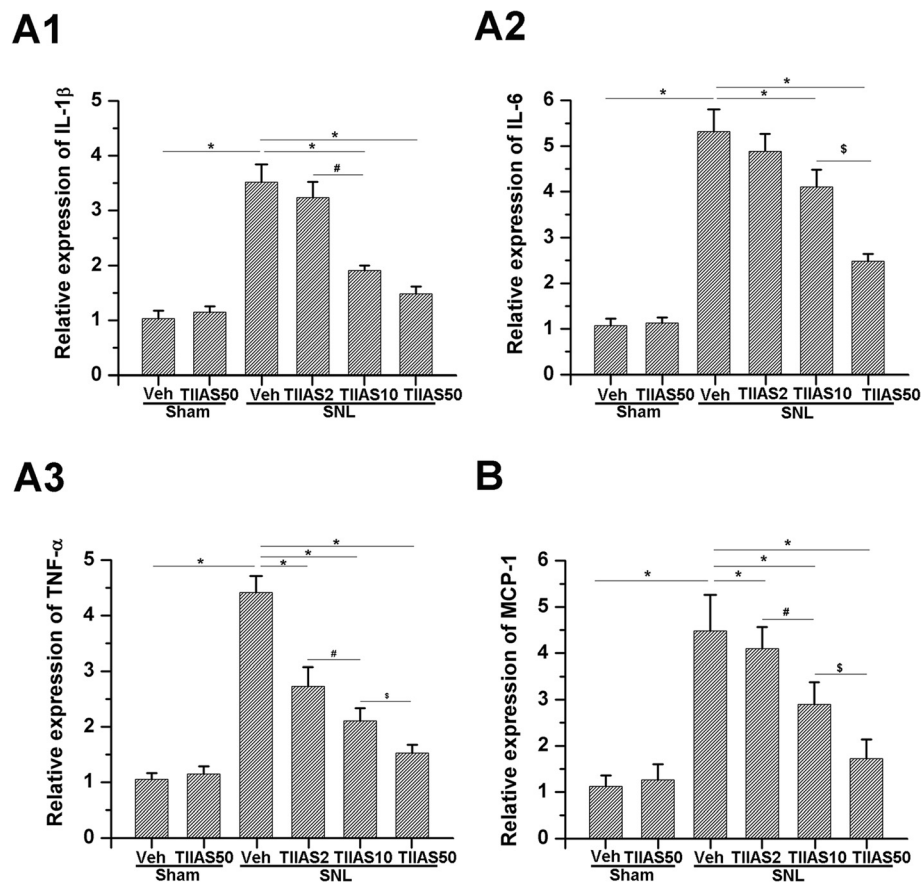 A1
Relative expression of IL-1β
5
4
3
2
1
0
*
*
*
#
Veh TIIAS50 Veh TIIAS2 TIIAS10 TIIAS50
Sham SNL
A2
Relative expression of IL-6
6
5
4
3
2
1
0
*
*
*
$
Veh TIIAS50 Veh TIIAS2 TIIAS10 TIIAS50
Sham SNL
A3
Relative expression of TNF-α
5
4
3
2
1
0
*
*
*
*
#
$
Veh TIIAS50 Veh TIIAS2 TIIAS10 TIIAS50
Sham SNL
B
Relative expression of MCP-1
6
5
4
3
2
1
0
*
*
*
*
#
$
Veh TIIAS50 Veh TIIAS2 TIIAS10 TIIAS50
Sham SNL